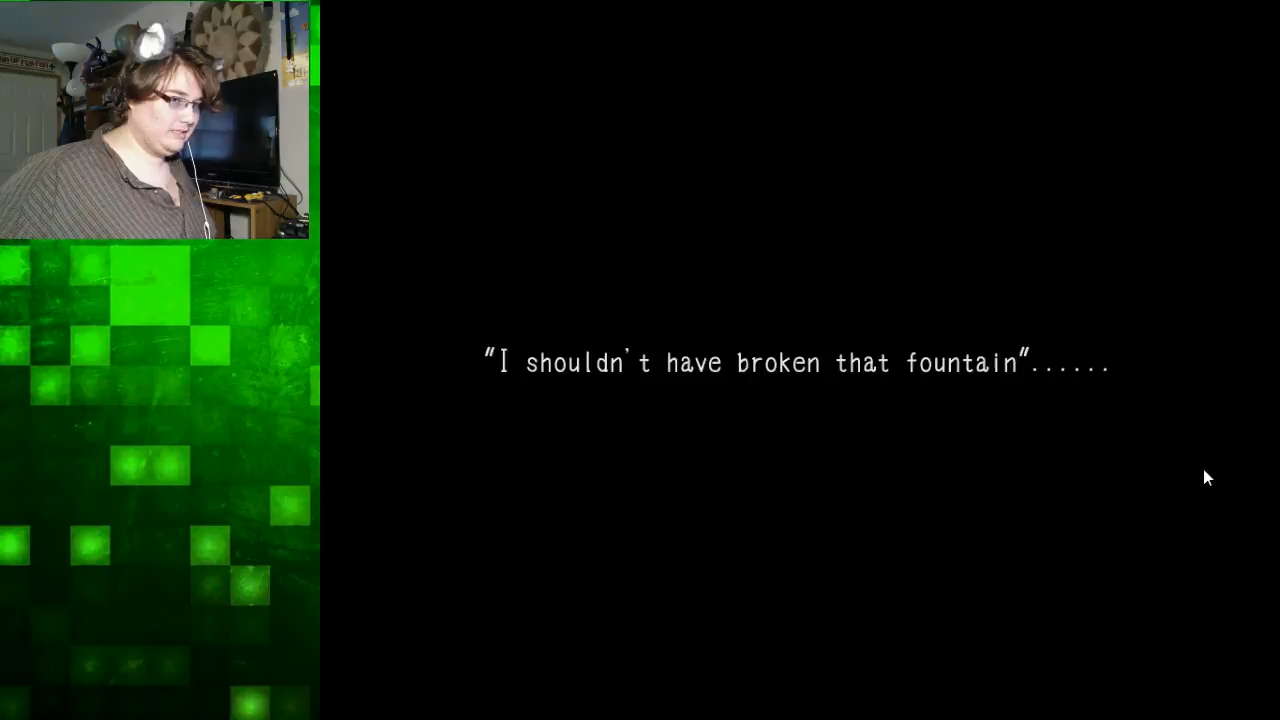 "I shouldn't have broken that fountain"......